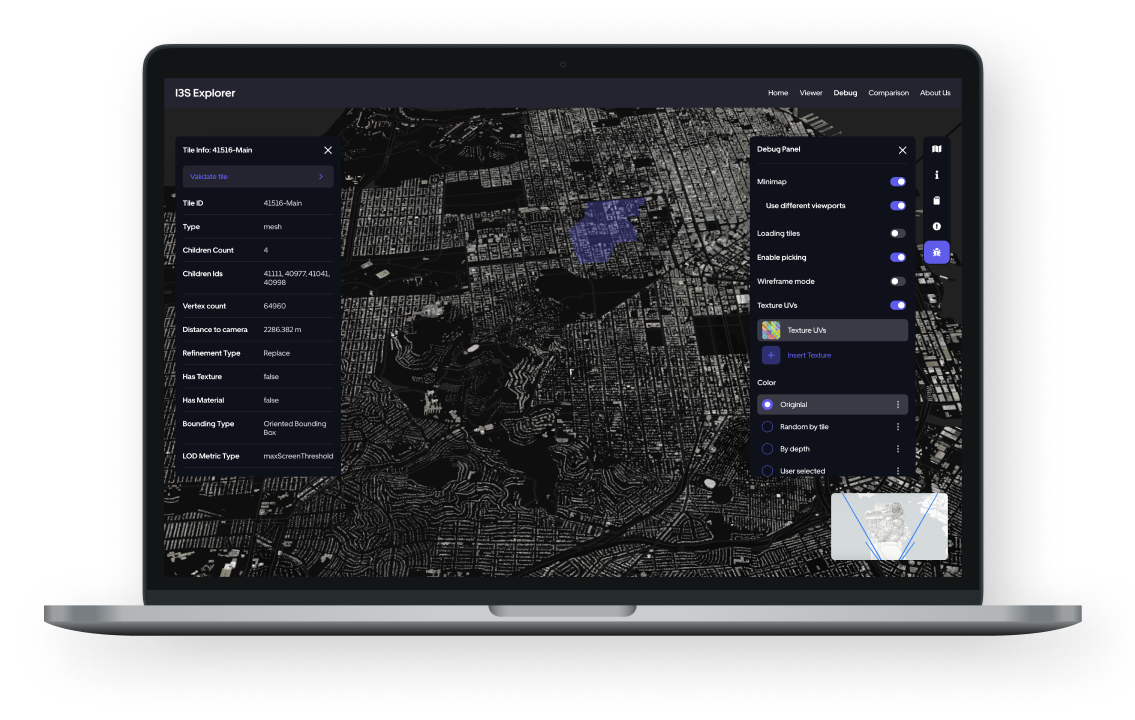 I3S Explorer
Home Viewer Debug Comparison About Us
Tile Info: 41516-Main
Validate tile
Tile ID 41516-Main
Type mesh
Children Count 4
Children Ids 41111, 40977, 41041,
40998
Vertex count 64960
Distance to camera 2286.382 m
Refinement Type Replace
Has Texture false
Has Material false
Bounding Type Oriented Bounding
Box
LOD Metric Type maxScreenThreshold
Debug Panel
Minimap
Use different viewports
Loading tiles
Enable picking
Wireframe mode
Texture UVs
Texture UVs
Insert Texture
Color
Originlal
Random by tile
By depth
User selected